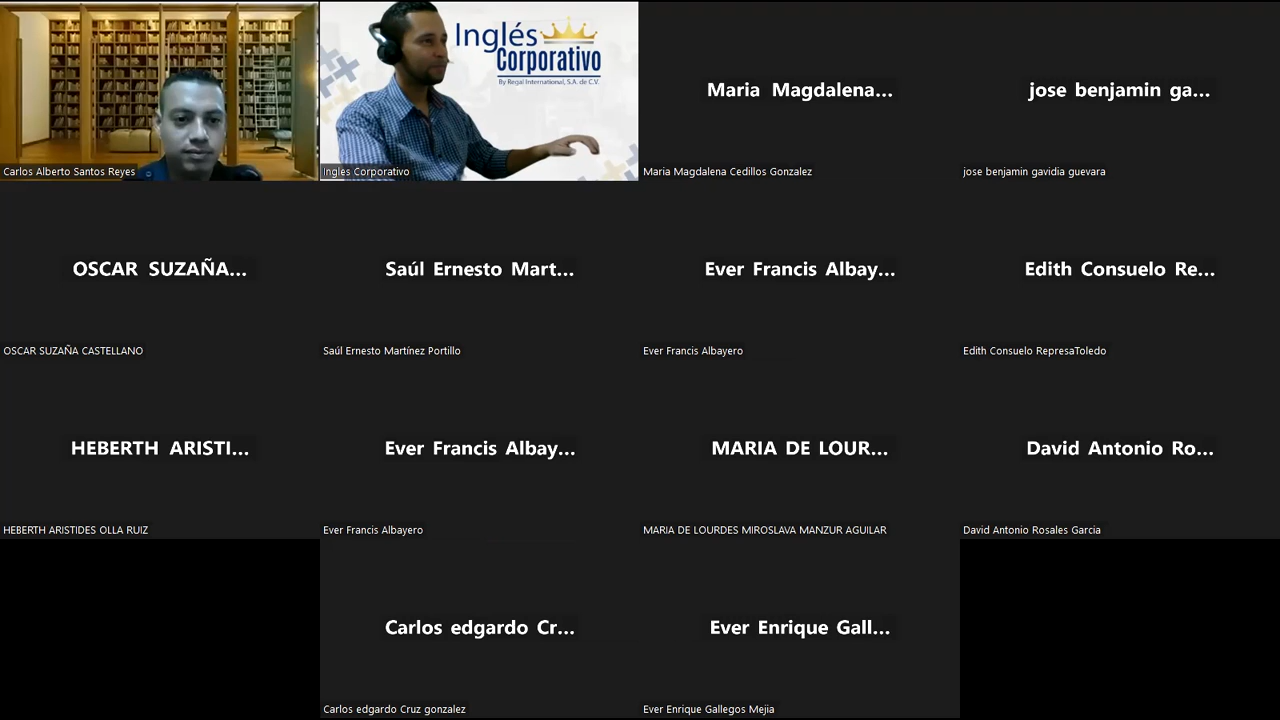 Carlos Alberto Santos Reyes
Inglés
Corporativo
By Regal International, S.A. de C.V.
Inglés Corporativo
Maria Magdalena...
Maria Magdalena Cedillos Gonzalez
jose benjamin ga...
jose benjamin gavidia guevara
OSCAR SUZAÑA...
OSCAR SUZAÑA CASTELLANO
Saúl Ernesto Mart...
Saúl Ernesto Martínez Portillo
Ever Francis Albay...
Ever Francis Albayero
Edith Consuelo Re...
Edith Consuelo RepresaToledo
HEBERTH ARISTI...
HEBERTH ARISTIDES OLLA RUIZ
Ever Francis Albay...
Ever Francis Albayero
MARIA DE LOUR...
MARIA DE LOURDES MIROSLAVA MANZUR AGUILAR
David Antonio Ro...
David Antonio Rosales Garcia
Carlos edgardo Cr...
Carlos edgardo Cruz gonzalez
Ever Enrique Gall...
Ever Enrique Gallegos Mejia